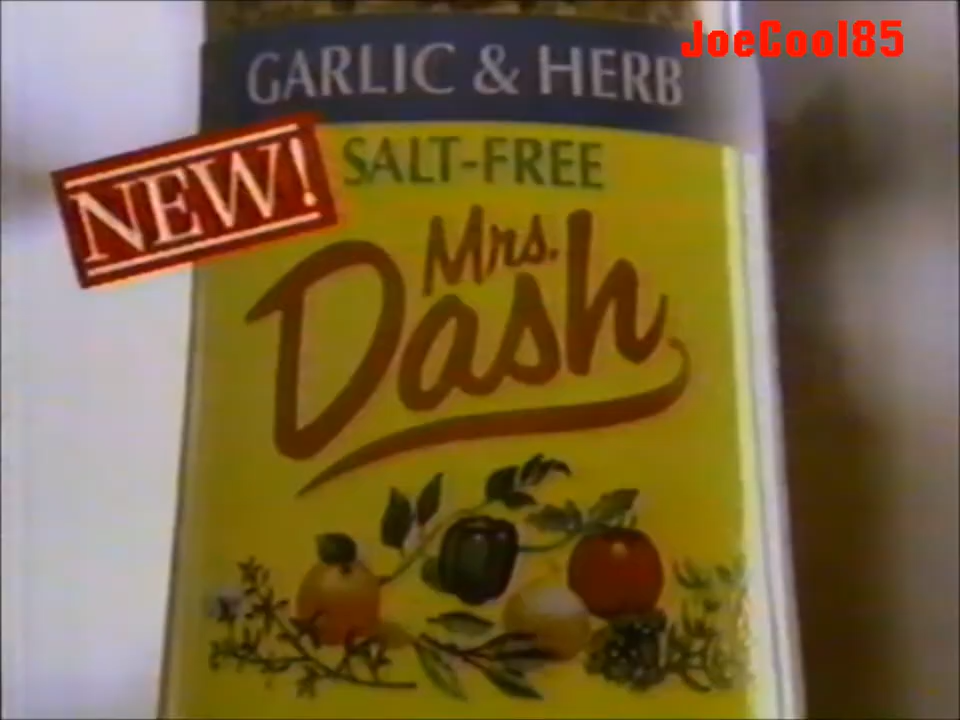 JoeCool85
GARLIC & HERB
NEW!
SALT-FREE
Mrs.
Dash